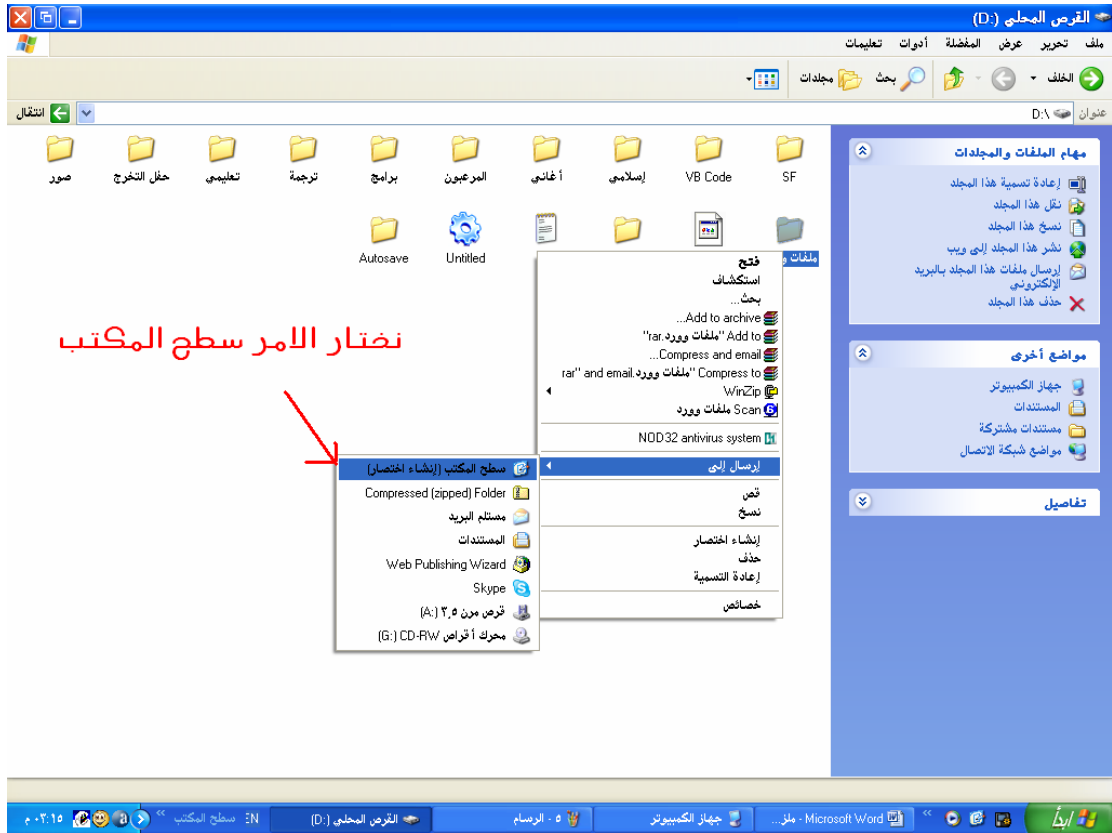 القرص المحلي (D:)
ملف تحرير عرض المفضلة أدوات تعليمات
الخلف بحث مجلدات
عنوان D:\ انتقال
مهام الملفات والمجلدات
إعادة تسمية هذا المجلد
نقل هذا المجلد
نسخ هذا المجلد
نشر هذا المجلد إلى ويب
إرسال ملفات هذا المجلد بالبريد
الإلكتروني
حذف هذا المجلد
مواضع أخرى
جهاز الكمبيوتر
المستندات
مستندات مشتركة
مواضع شبكة الاتصال
تفاصيل
SF VB Code إسلامي أغاني المرعبون برامج ترجمة تعليمي حفل التخرج صور
ملفات و Untitled Autosave
فتح
استكشاف
بحث...
Add to archive...
Add to "ملفات وورد.rar"
Compress and email...
Compress to "ملفات وورد.rar" and email
WinZip
Scan ملفات وورد
NOD32 antivirus system
إرسال إلى
قص
نسخ
إنشاء اختصار
حذف
إعادة التسمية
خصائص
سطح المكتب (إنشاء اختصار)
Compressed (zipped) Folder
مستلم البريد
المستندات
Web Publishing Wizard
Skype
قرص مرن ٣,٥ (A:)
محرك أقراص CD-RW (G:)
نختار الامر سطح المكتب
ابدأ Microsoft Word - ملز... جهاز الكمبيوتر ٥ - الرسام القرص المحلي (D:) EN سطح المكتب ٠٣:١٥ م